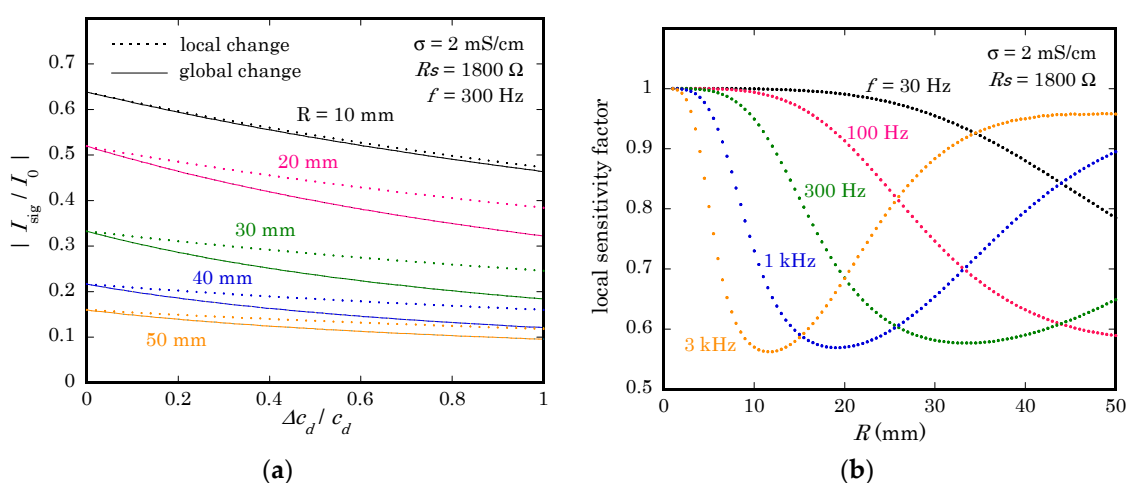 0.7
0.6
0.5
0.4
0.3
0.2
0.1
0
| I_sig / I_0 |
local change
global change
σ = 2 mS/cm
Rs = 1800 Ω
f = 300 Hz
R = 10 mm
20 mm
30 mm
40 mm
50 mm
0 0.2 0.4 0.6 0.8 1
Δc_d / c_d
(a)
1
0.9
0.8
0.7
0.6
0.5
local sensitivity factor
σ = 2 mS/cm
Rs = 1800 Ω
f = 30 Hz
100 Hz
300 Hz
1 kHz
3 kHz
0 10 20 30 40 50
R (mm)
(b)